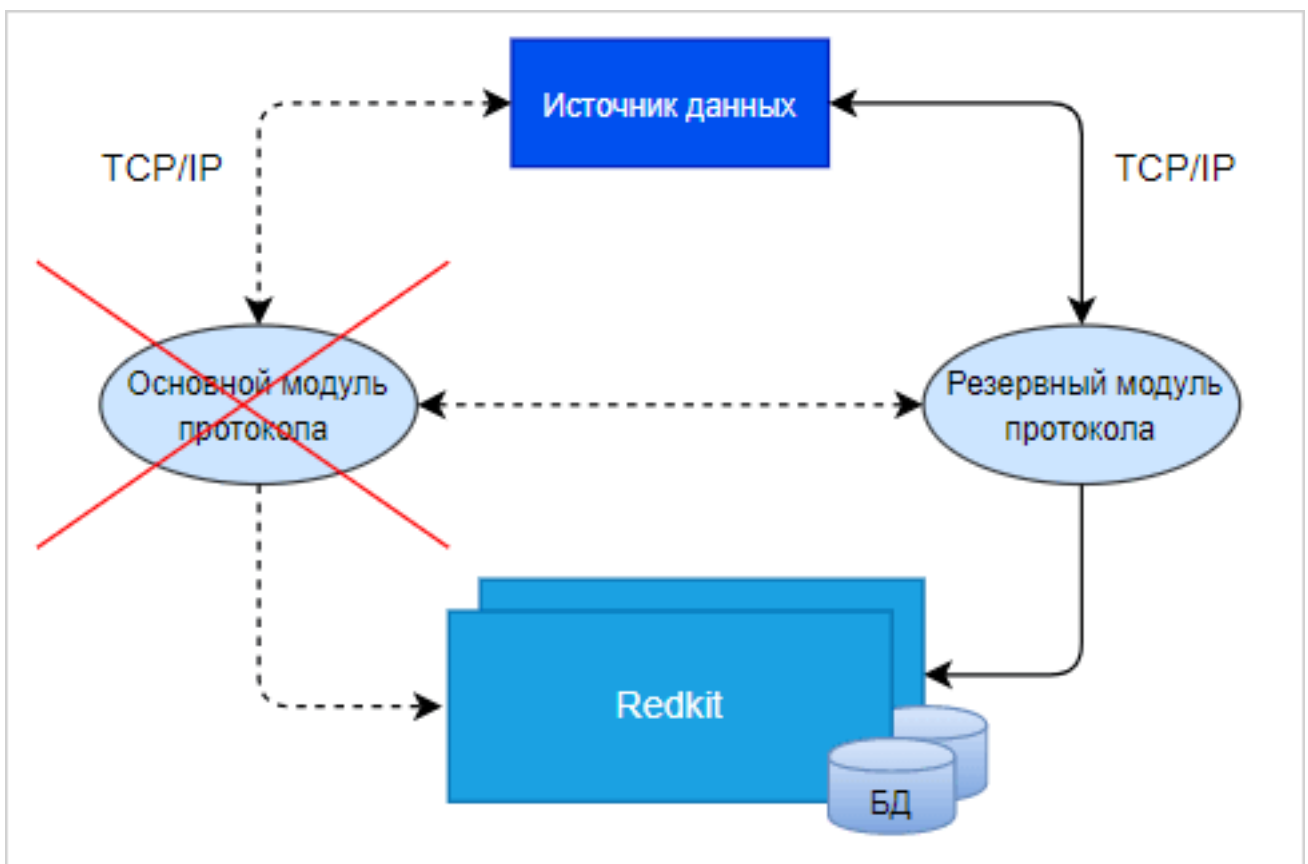 Источник данных
TCP/IP
TCP/IP
Основной модуль
протокола
Резервный модуль
протокола
Redkit
БД